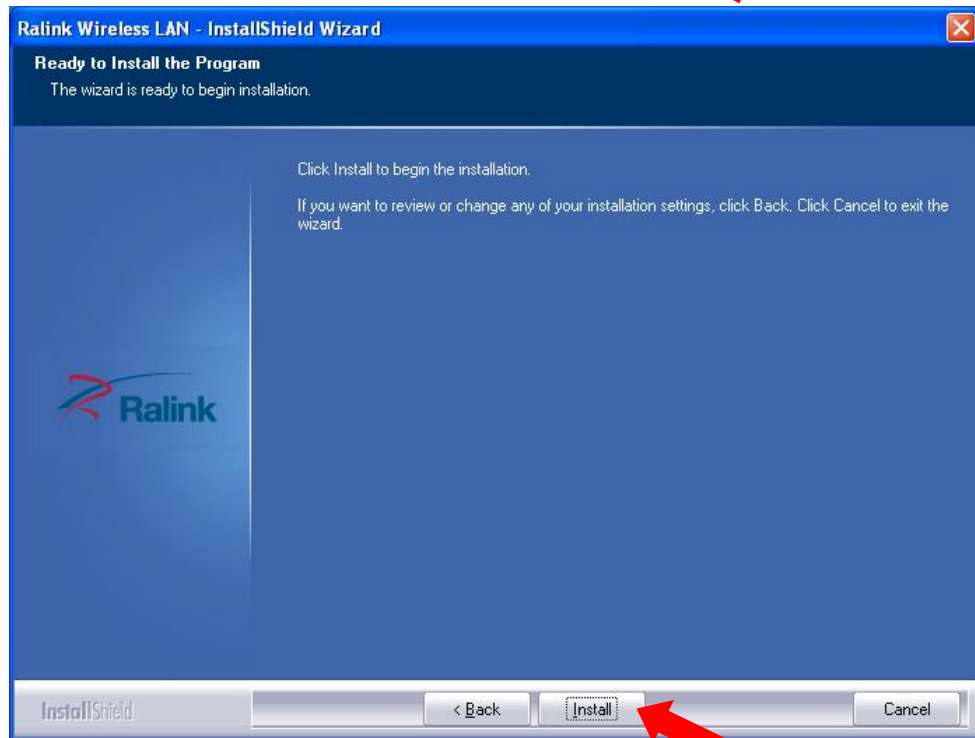 Ralink Wireless LAN - InstallShield Wizard
Ready to Install the Program
The wizard is ready to begin installation.
Click Install to begin the installation.
If you want to review or change any of your installation settings, click Back. Click Cancel to exit the
wizard.
Ralink
InstallShield
< Back
Install
Cancel